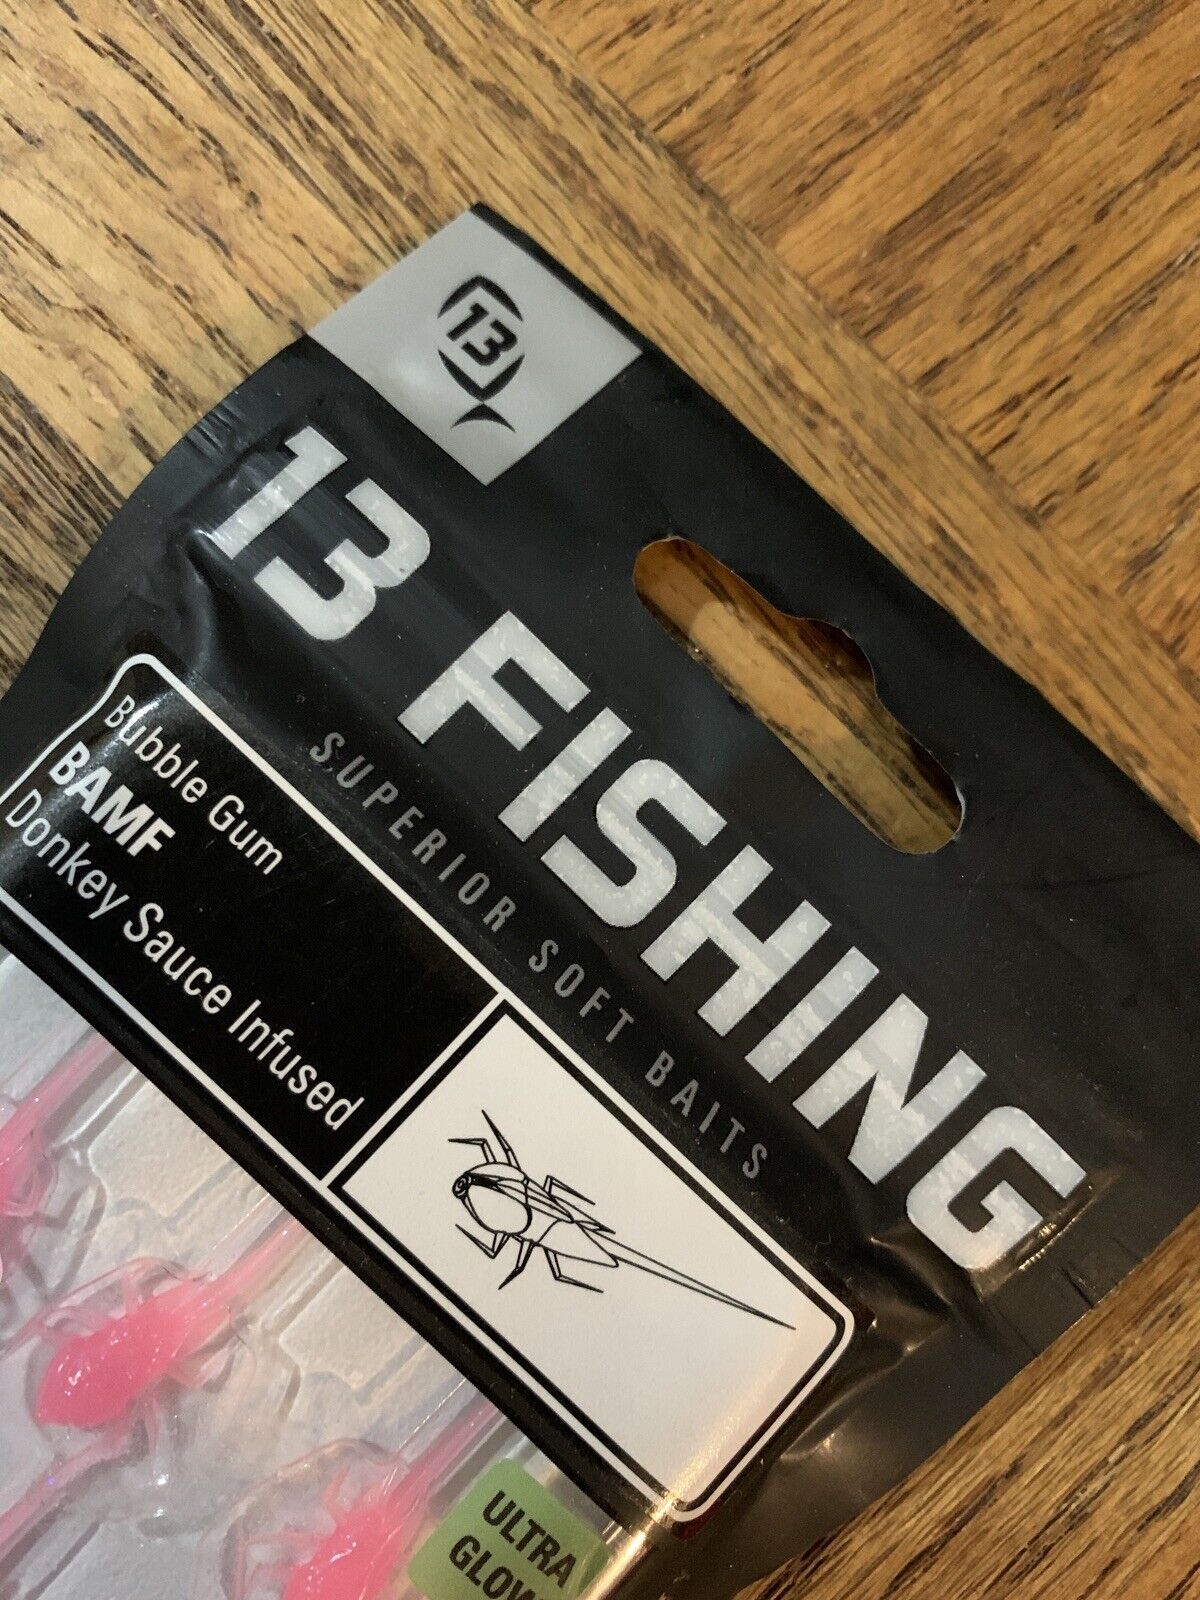 13
13 FISHING
SUPERIOR SOFT BAITS
Bubble Gum
BAMF
Donkey Sauce Infused
ULTRA
GLOW